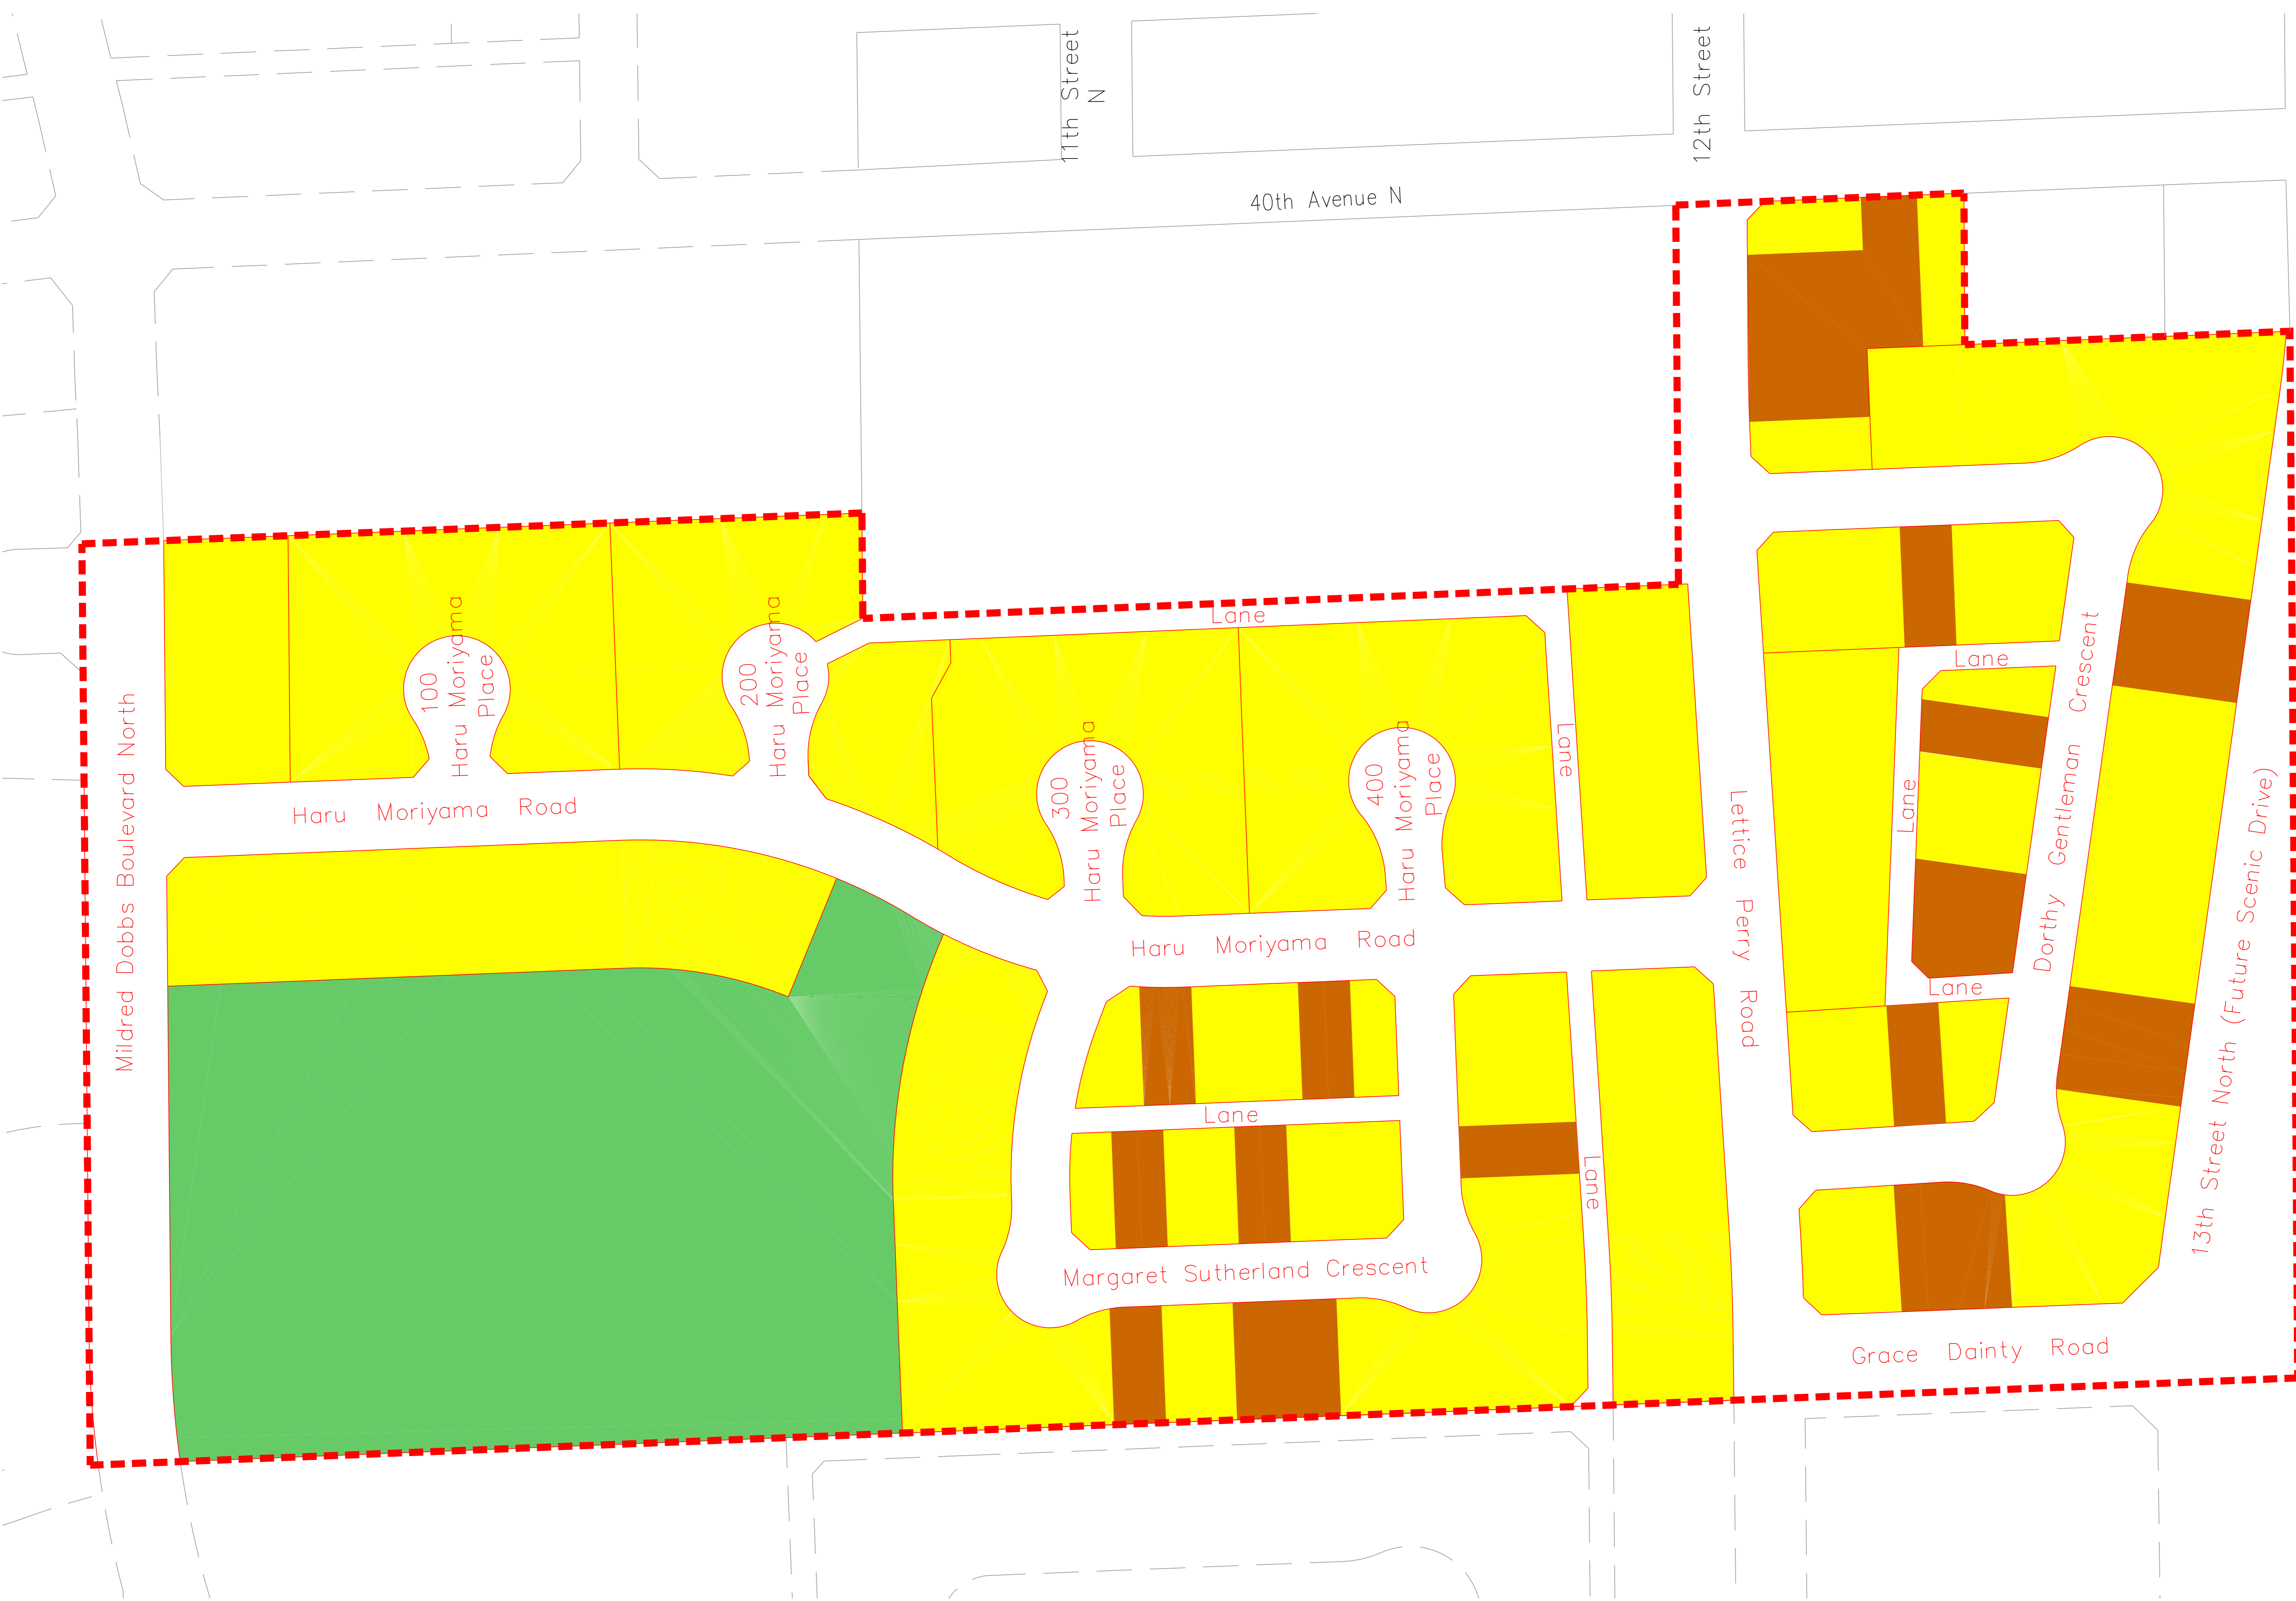 11th Street
N
12th Street
40th Avenue N
Lane
100
Haru Moriyama
Place
200
Haru Moriyama
Place
300
Haru Moriyama
Place
400
Haru Moriyama
Place
Lane
Haru Moriyama Road
Mildred Dobbs Boulevard North
Haru Moriyama Road
Lettice Perry Road
Lane
Lane
Lane
Dorthy Gentleman Crescent
13th Street North (Future Scenic Drive)
Lane
Lane
Margaret Sutherland Crescent
Grace Dainty Road